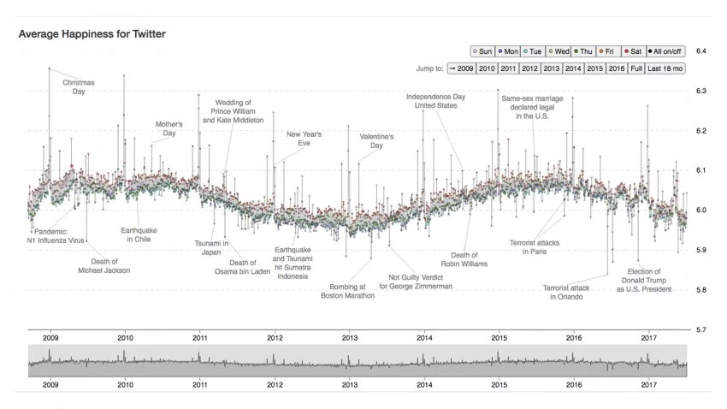 Average Happiness for Twitter
6.4
Sun Mon Tue Wed Thu Fri Sat All on/off
Jump to: 2009 2010 2011 2012 2013 2014 2015 2016 Full Last 18 mo
Christmas
Day
Mother's
Day
Wedding of
Prince William
and Kate Middleton
New Year's
Eve
Valentine's
Day
Independence Day
United States
Same-sex marriage
declared legal
in the U.S.
6.3
6.2
6.1
6.0
5.9
5.8
5.7
Pandemic:
N1 Influenza Virus
Death of
Michael Jackson
Earthquake
in Chile
Tsunami in
Japan
Death of
Osama bin Laden
Earthquake
and Tsunami
hit Sumatra
Indonesia
Bombing at
Boston Marathon
Not Guilty Verdict
for George Zimmerman
Death of
Robin Williams
Terrorist attacks
in Paris
Terrorist attack
in Orlando
Election of
Donald Trump
as U.S. President
2009 2010 2011 2012 2013 2014 2015 2016 2017
2009 2010 2011 2012 2013 2014 2015 2016 2017